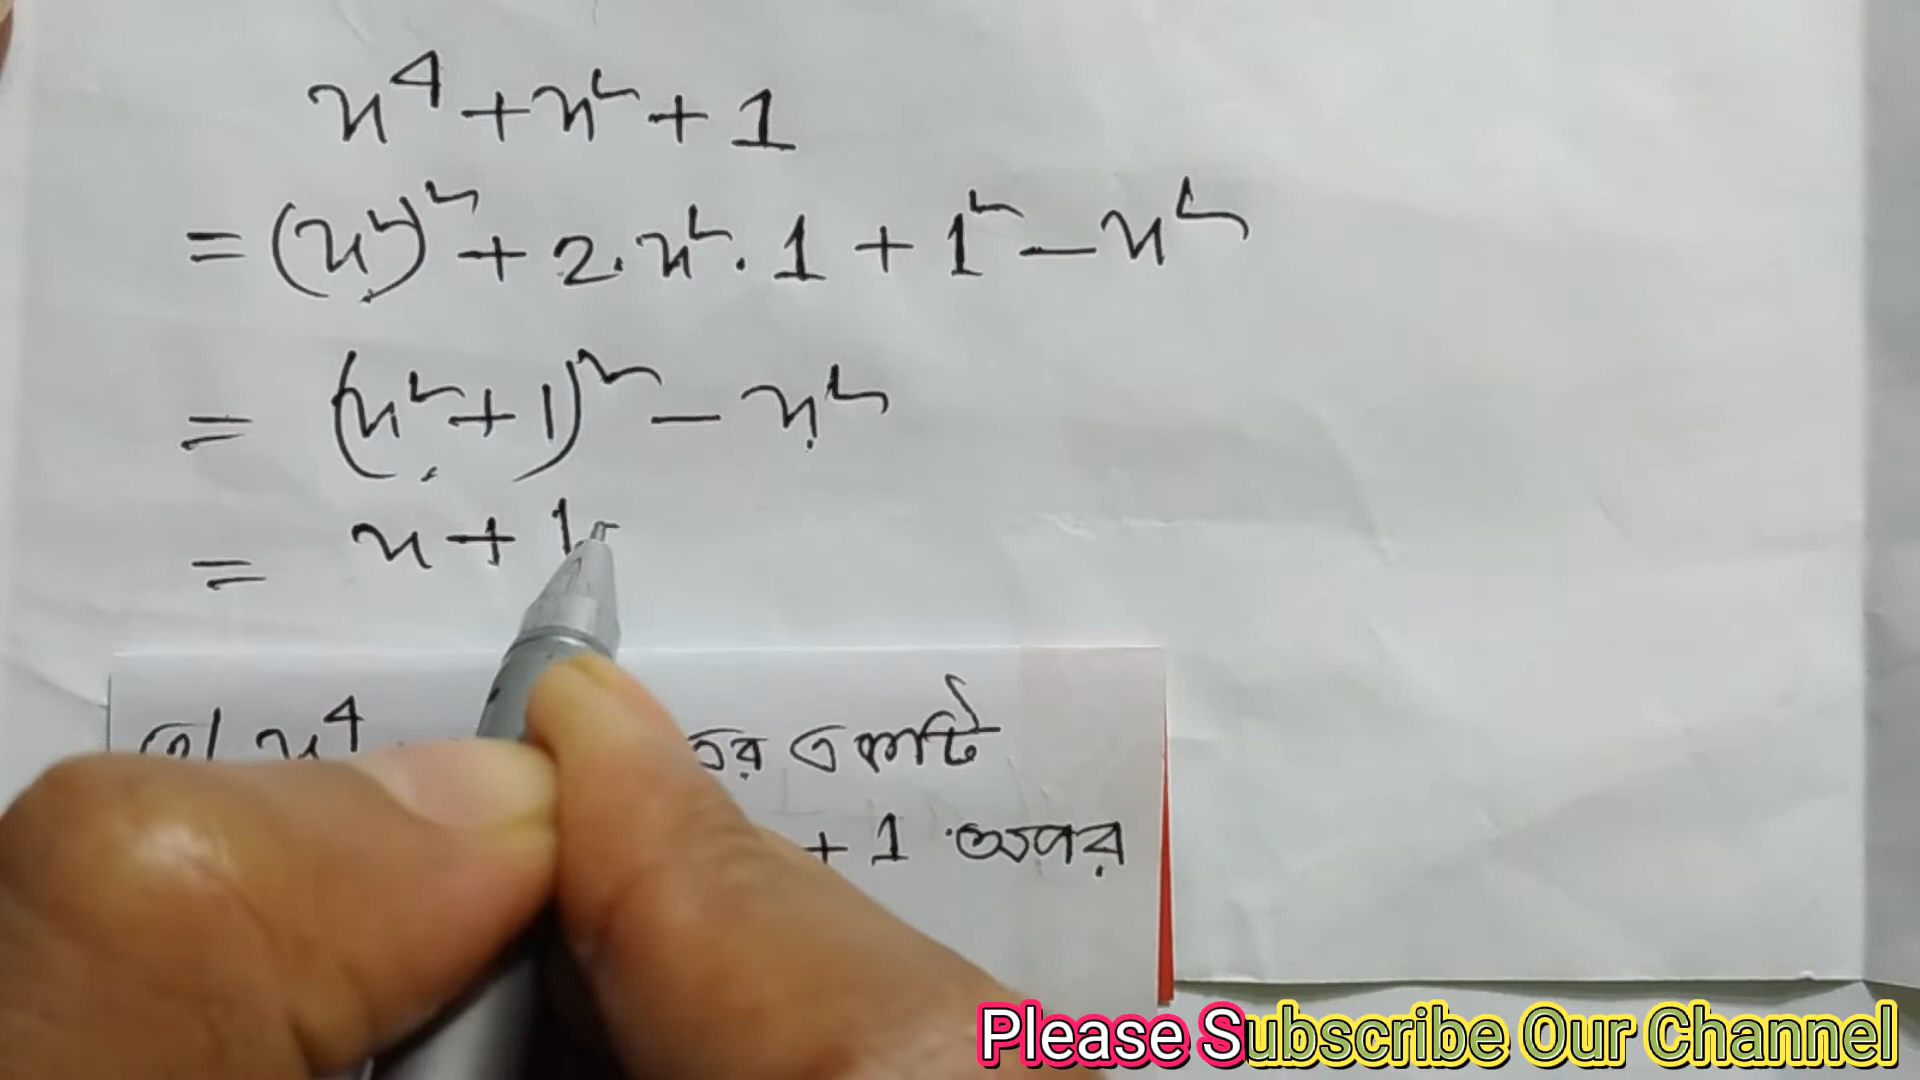 x⁴ + x² + 1
= (x²)² + 2·x²·1 + 1² − x²
= (x²+1)² − x²
= x + 1
x⁴ এর একটি
+ 1 অপর
Please Subscribe Our Channel